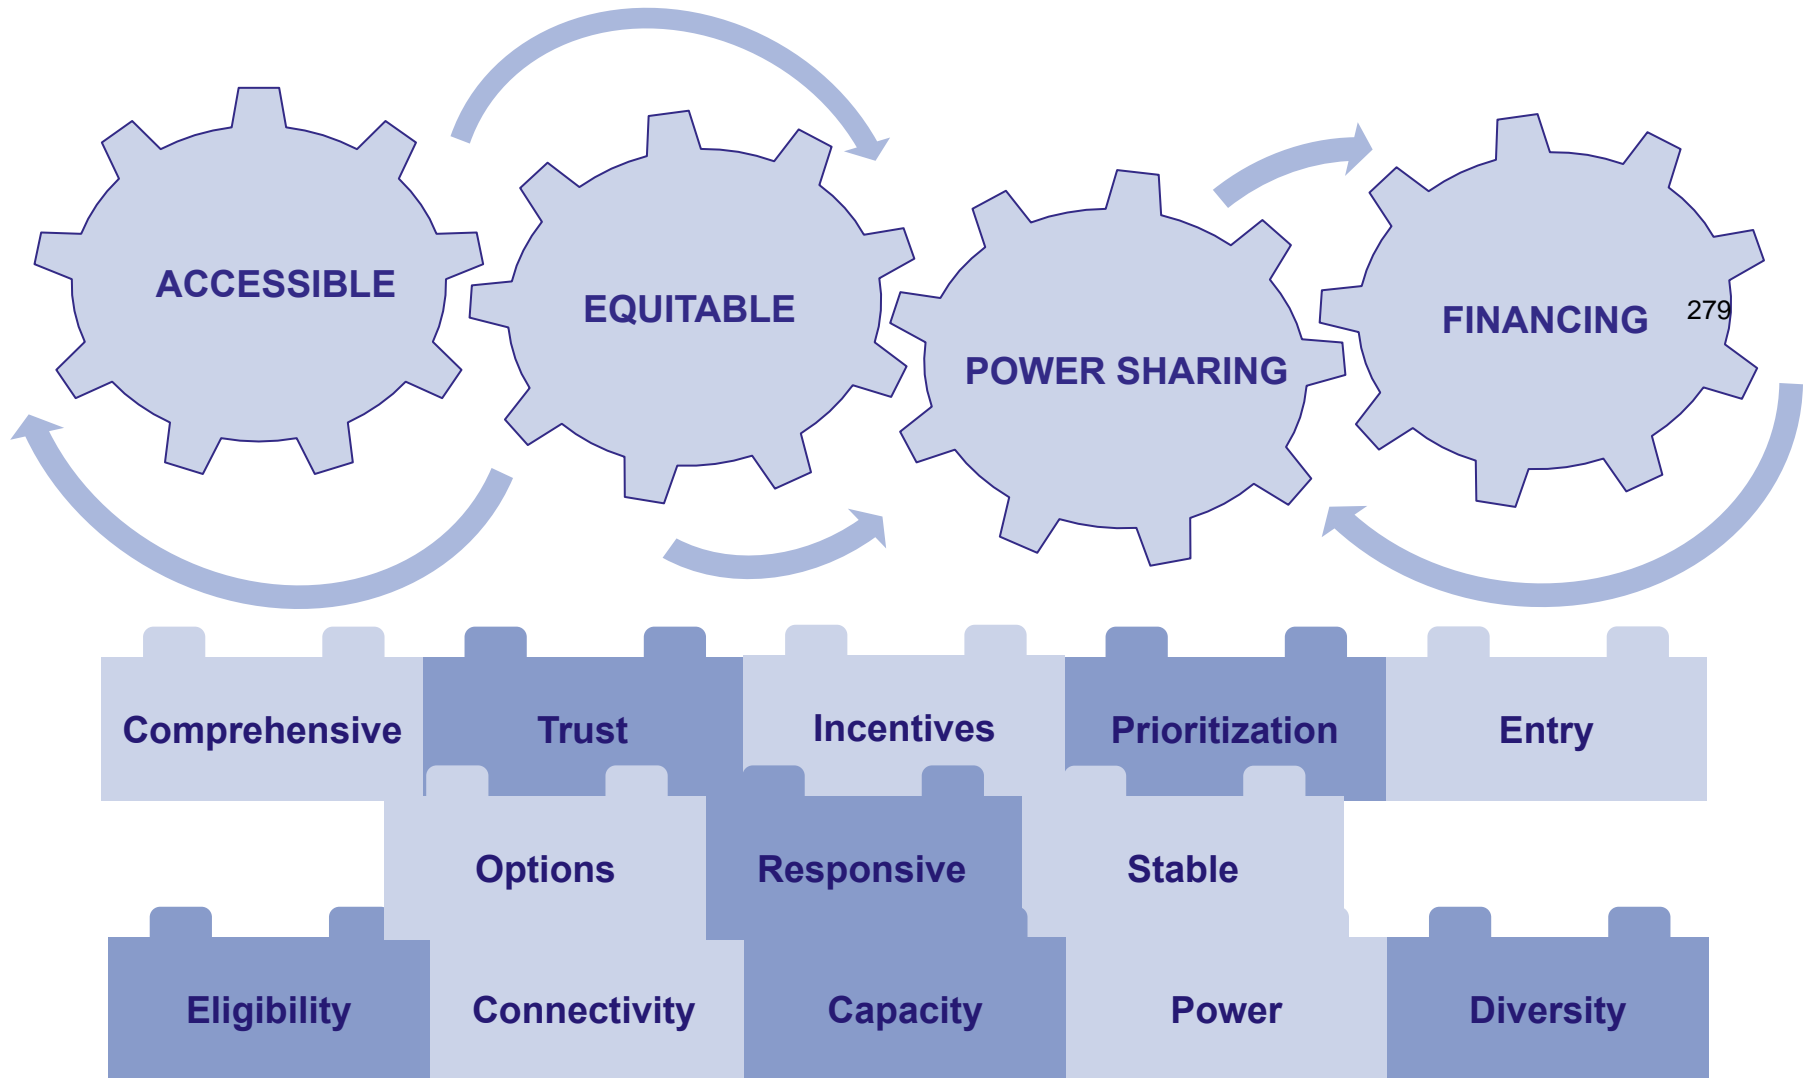 ACCESSIBLE
EQUITABLE
POWER SHARING
FINANCING
279
Comprehensive
Trust
Incentives
Prioritization
Entry
Options
Responsive
Stable
Eligibility
Connectivity
Capacity
Power
Diversity